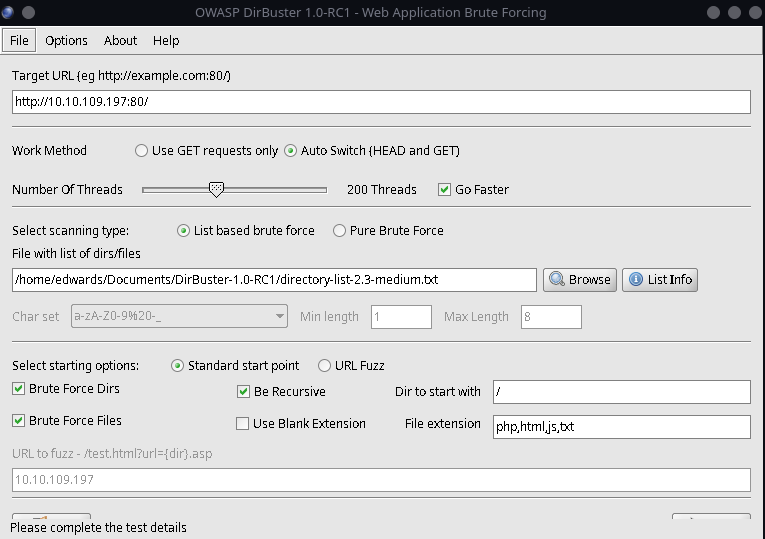 OWASP DirBuster 1.0-RC1 - Web Application Brute Forcing
File Options About Help
Target URL (eg http://example.com:80/)
http://10.10.109.197:80/
Work Method Use GET requests only Auto Switch (HEAD and GET)
Number Of Threads 200 Threads Go Faster
Select scanning type: List based brute force Pure Brute Force
File with list of dirs/files
/home/edwards/Documents/DirBuster-1.0-RC1/directory-list-2.3-medium.txt Browse List Info
Char set a-zA-Z0-9%20-_ Min length 1 Max Length 8
Select starting options: Standard start point URL Fuzz
Brute Force Dirs Be Recursive Dir to start with /
Brute Force Files Use Blank Extension File extension php,html,js,txt
URL to fuzz - /test.html?url={dir}.asp
10.10.109.197
Please complete the test details